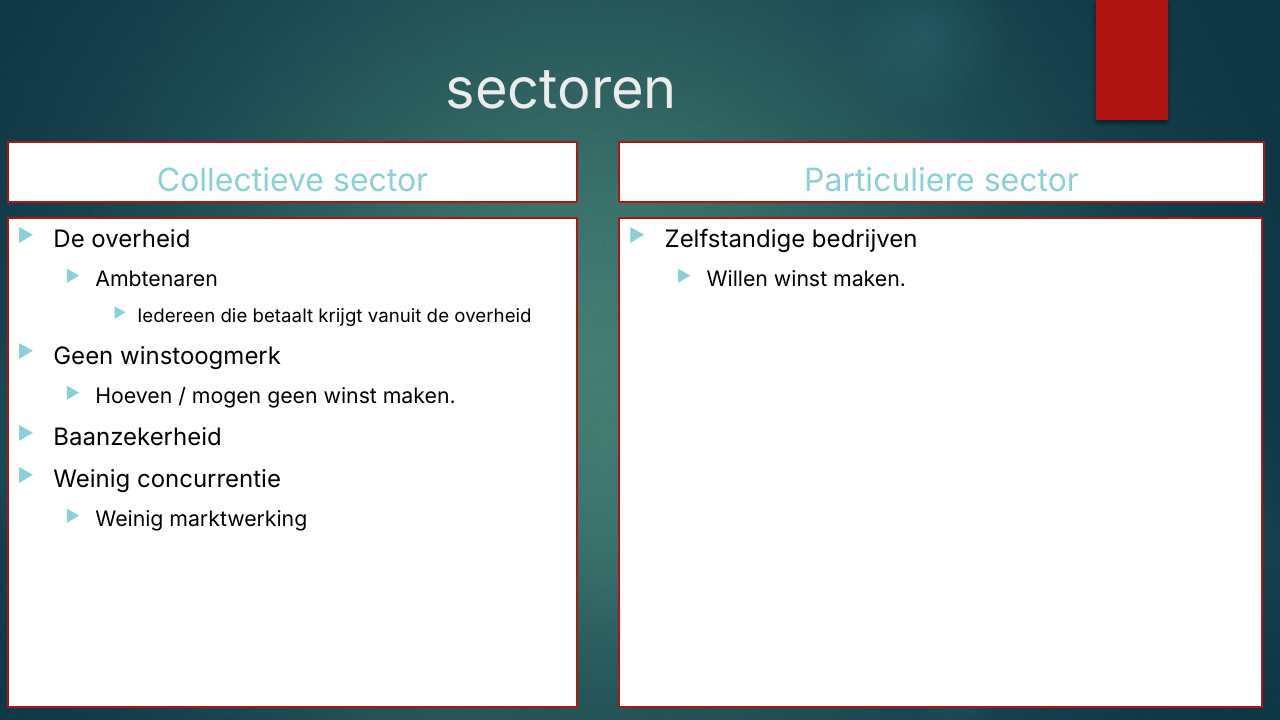 sectoren
Collectieve sector
De overheid
Ambtenaren
Iedereen die betaalt krijgt vanuit de overheid
Geen winstoogmerk
Hoeven / mogen geen winst maken.
Baanzekerheid
Weinig concurrentie
Weinig marktwerking
Particuliere sector
Zelfstandige bedrijven
Willen winst maken.